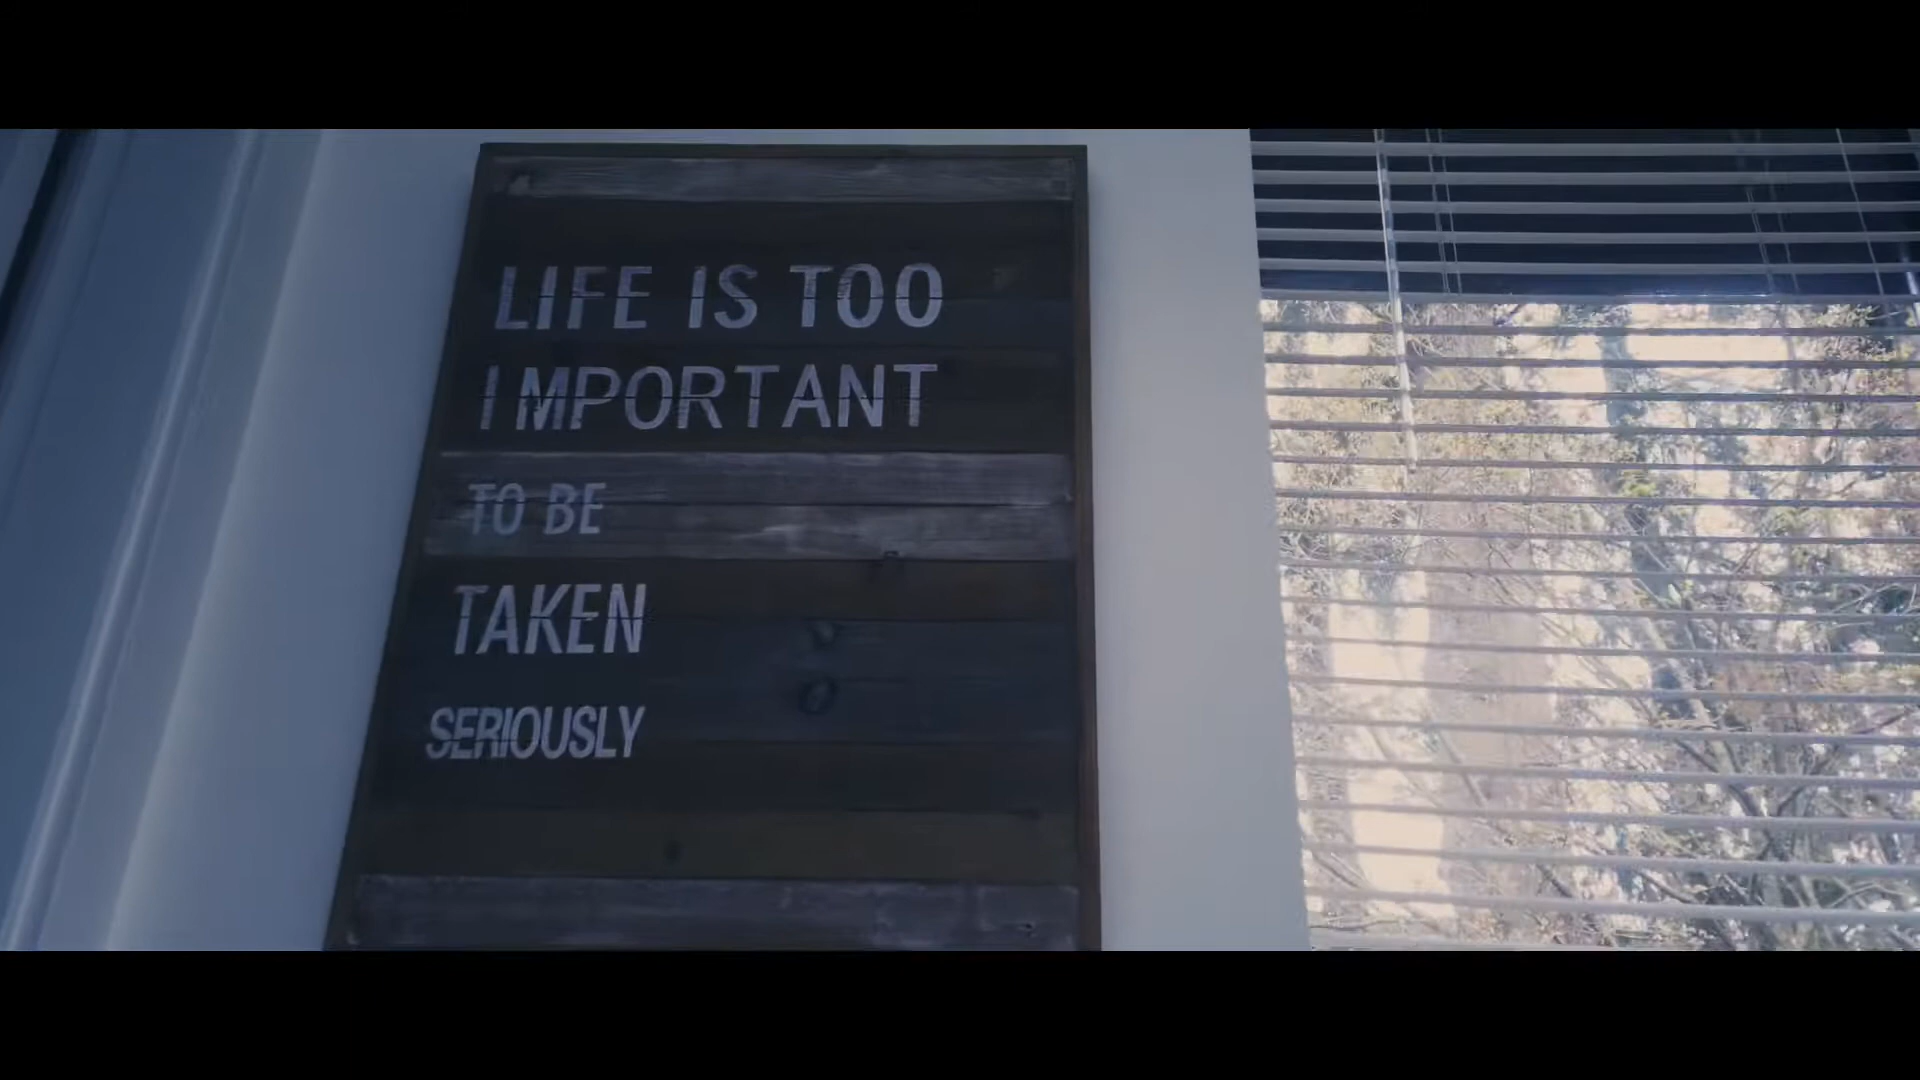 LIFE IS TOO
IMPORTANT
TO BE
TAKEN
SERIOUSLY